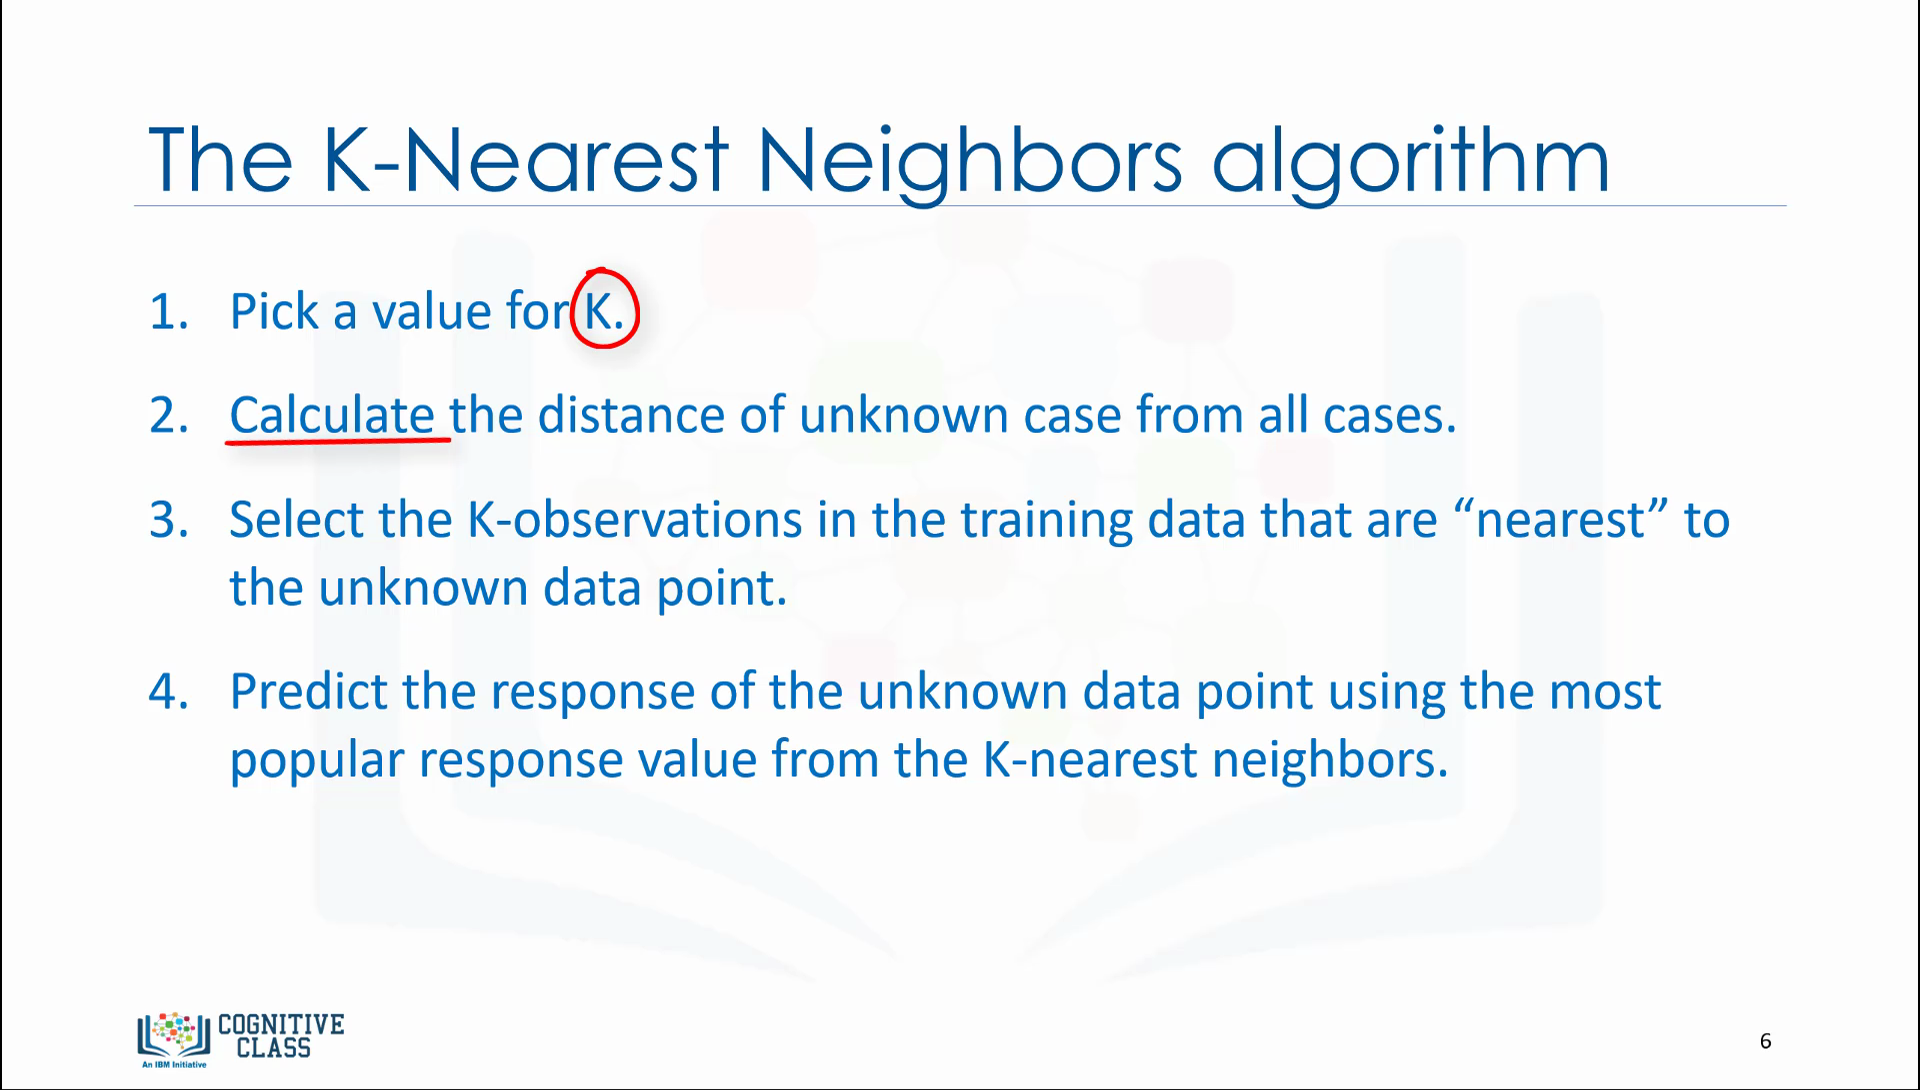 The K-Nearest Neighbors algorithm
1. Pick a value for K.
2. Calculate the distance of unknown case from all cases.
3. Select the K-observations in the training data that are “nearest” to
the unknown data point.
4. Predict the response of the unknown data point using the most
popular response value from the K-nearest neighbors.
COGNITIVE
CLASS
An IBM Initiative
6